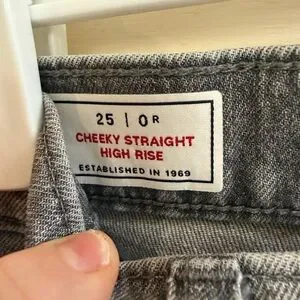 25 | 0R
CHEEKY STRAIGHT
HIGH RISE
ESTABLISHED IN 1969